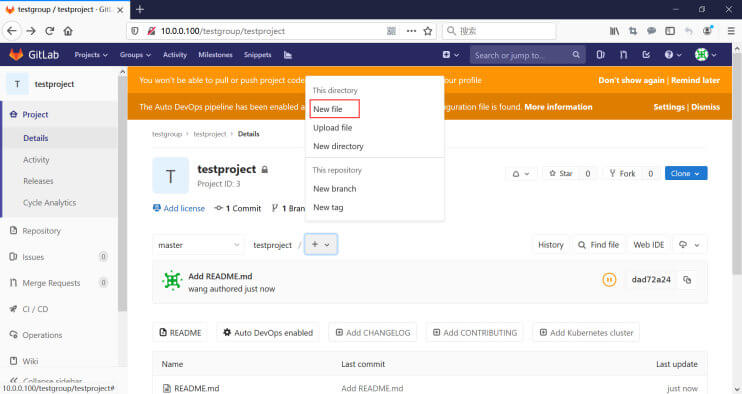 testgroup / testproject · GitL
10.0.0.100/testgroup/testproject
搜索
GitLab
Projects
Groups
Activity
Milestones
Snippets
Search or jump to...
T
testproject
Project
Details
Activity
Releases
Cycle Analytics
Repository
Issues
0
Merge Requests
0
CI / CD
Operations
Wiki
Collapse sidebar
10.0.0.100/testgroup/testproject#
You won't be able to pull or push project code
our profile
Don't show again | Remind later
The Auto DevOps pipeline has been enabled a
guration file is found. More information
Settings | Dismiss
testgroup > testproject > Details
This directory
New file
Upload file
New directory
This repository
New branch
New tag
T
testproject
Project ID: 3
Star
0
Fork
0
Clone
Add license
1 Commit
1 Bran
master
testproject / +
History
Find file
Web IDE
Add README.md
wang authored just now
dad72a24
README
Auto DevOps enabled
Add CHANGELOG
Add CONTRIBUTING
Add Kubernetes cluster
Name
Last commit
Last update
README.md
Add README.md
just now